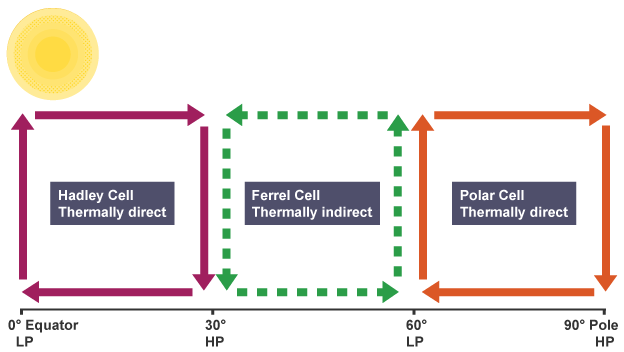 Hadley Cell
Thermally direct
Ferrel Cell
Thermally indirect
Polar Cell
Thermally direct
0° Equator
LP
30°
HP
60°
LP
90° Pole
HP